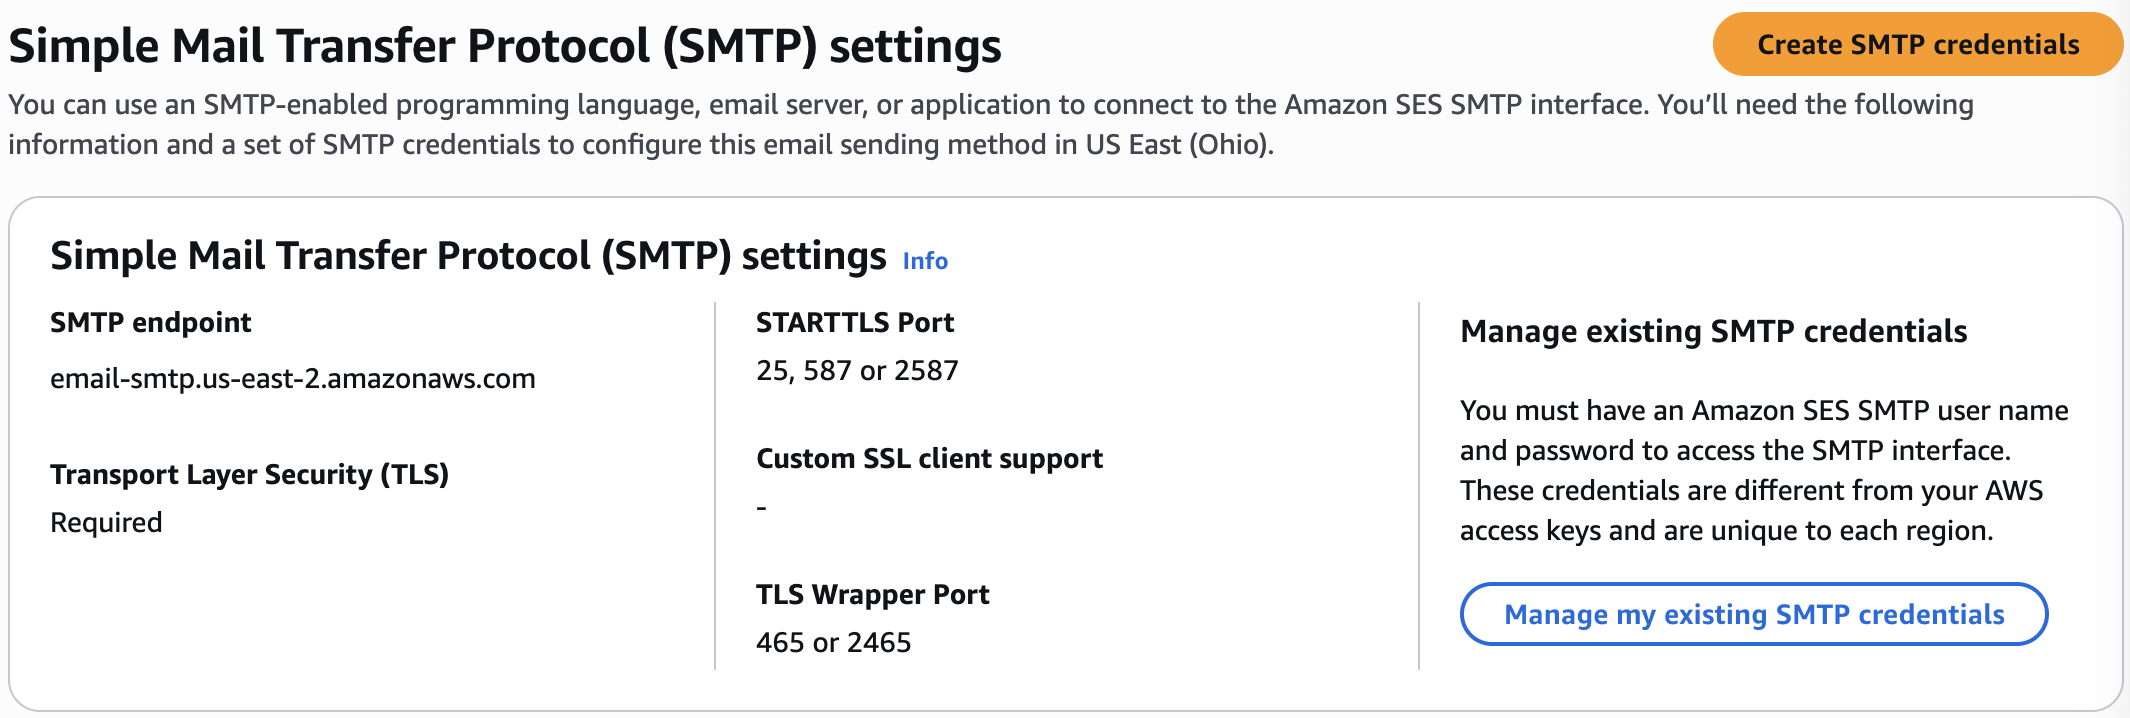 Simple Mail Transfer Protocol (SMTP) settings
Create SMTP credentials
You can use an SMTP-enabled programming language, email server, or application to connect to the Amazon SES SMTP interface. You’ll need the following
information and a set of SMTP credentials to configure this email sending method in US East (Ohio).
Simple Mail Transfer Protocol (SMTP) settings Info
SMTP endpoint
email-smtp.us-east-2.amazonaws.com
Transport Layer Security (TLS)
Required
STARTTLS Port
25, 587 or 2587
Custom SSL client support
-
TLS Wrapper Port
465 or 2465
Manage existing SMTP credentials
You must have an Amazon SES SMTP user name
and password to access the SMTP interface.
These credentials are different from your AWS
access keys and are unique to each region.
Manage my existing SMTP credentials